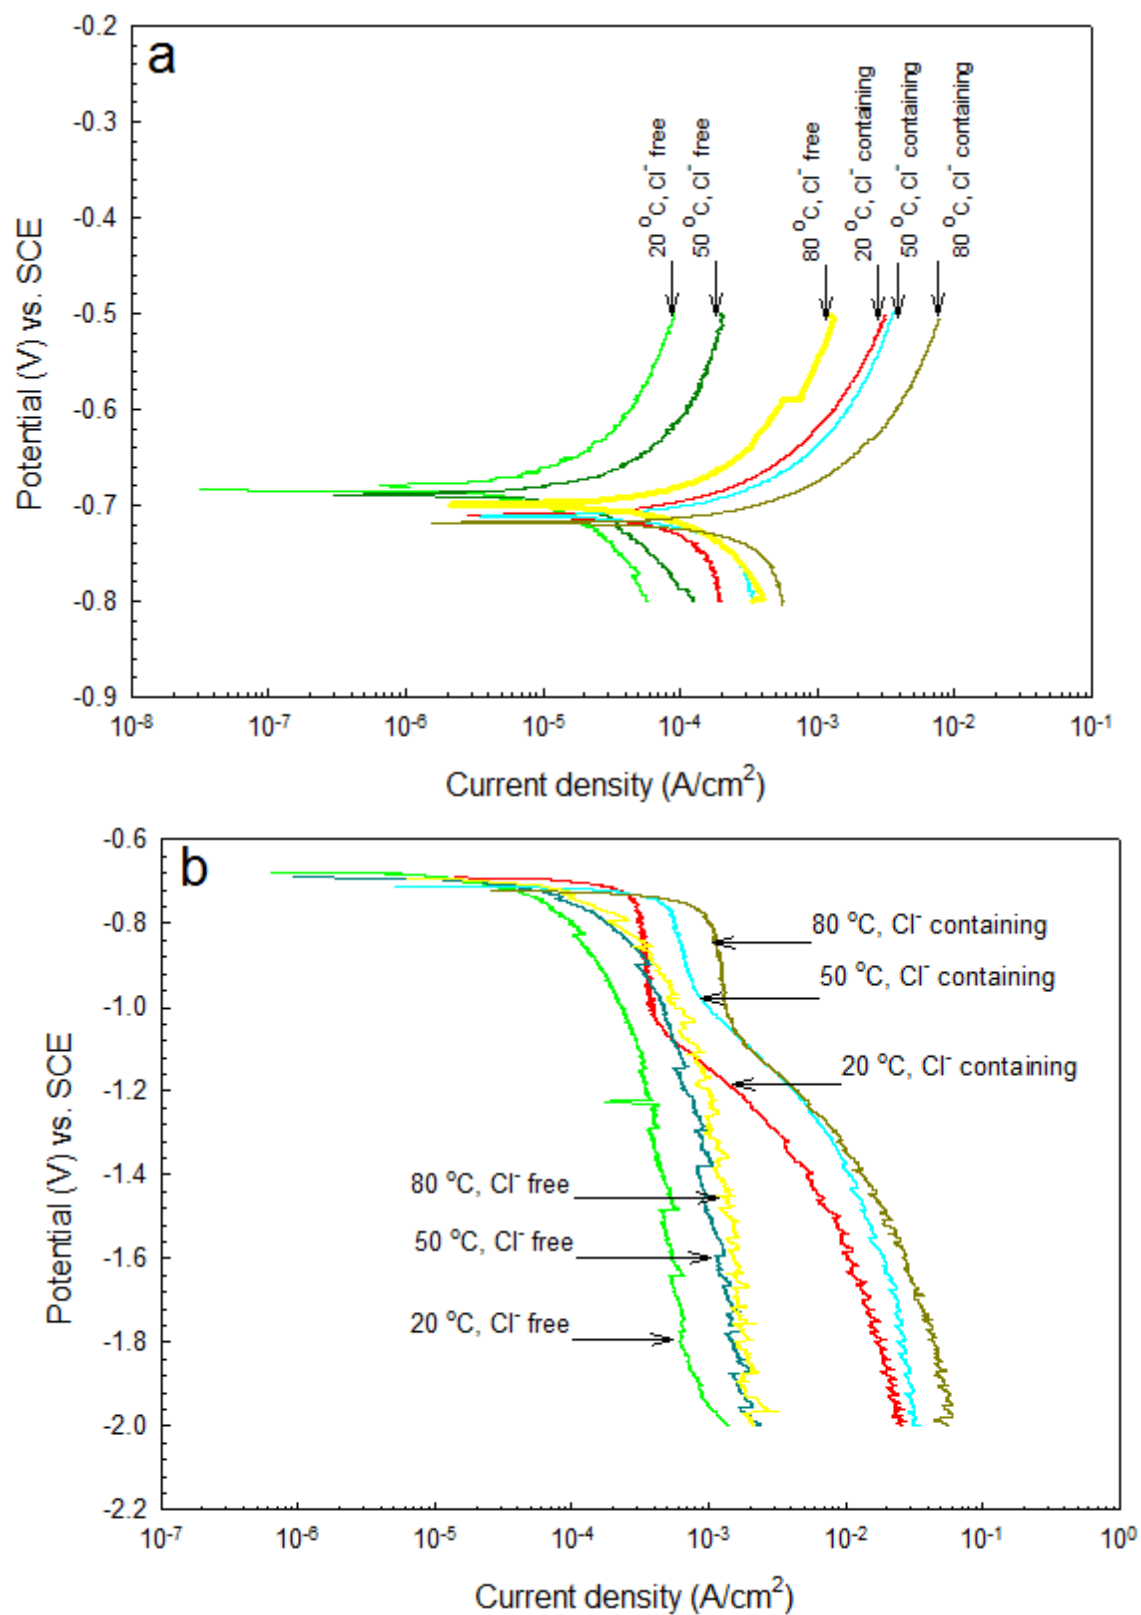 a
-0.2
-0.3
-0.4
-0.5
-0.6
-0.7
-0.8
-0.9
Potential (V) vs. SCE
20 °C, Cl⁻ free
50 °C, Cl⁻ free
80 °C, Cl⁻ free
20 °C, Cl⁻ containing
50 °C, Cl⁻ containing
80 °C, Cl⁻ containing
10⁻⁸ 10⁻⁷ 10⁻⁶ 10⁻⁵ 10⁻⁴ 10⁻³ 10⁻² 10⁻¹
Current density (A/cm²)
b
-0.6
-0.8
-1.0
-1.2
-1.4
-1.6
-1.8
-2.0
-2.2
Potential (V) vs. SCE
80 °C, Cl⁻ containing
50 °C, Cl⁻ containing
20 °C, Cl⁻ containing
80 °C, Cl⁻ free
50 °C, Cl⁻ free
20 °C, Cl⁻ free
10⁻⁷ 10⁻⁶ 10⁻⁵ 10⁻⁴ 10⁻³ 10⁻² 10⁻¹ 10⁰
Current density (A/cm²)